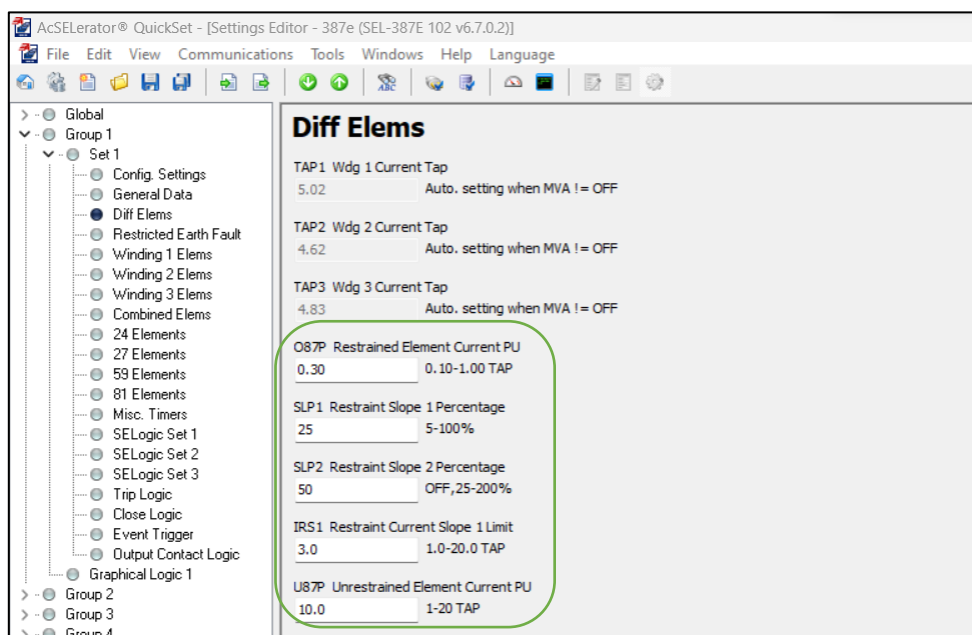 AcSELerator® QuickSet - [Settings Editor - 387e (SEL-387E 102 v6.7.0.2)]
File Edit View Communications Tools Windows Help Language
Global
Group 1
Set 1
Config. Settings
General Data
Diff Elems
Restricted Earth Fault
Winding 1 Elems
Winding 2 Elems
Winding 3 Elems
Combined Elems
24 Elements
27 Elements
59 Elements
81 Elements
Misc. Timers
SELogic Set 1
SELogic Set 2
SELogic Set 3
Trip Logic
Close Logic
Event Trigger
Output Contact Logic
Graphical Logic 1
Group 2
Group 3
Group 4
Diff Elems
TAP1 Wdg 1 Current Tap
5.02 Auto. setting when MVA != OFF
TAP2 Wdg 2 Current Tap
4.62 Auto. setting when MVA != OFF
TAP3 Wdg 3 Current Tap
4.83 Auto. setting when MVA != OFF
O87P Restrained Element Current PU
0.30 0.10-1.00 TAP
SLP1 Restraint Slope 1 Percentage
25 5-100%
SLP2 Restraint Slope 2 Percentage
50 OFF,25-200%
IRS1 Restraint Current Slope 1 Limit
3.0 1.0-20.0 TAP
U87P Unrestrained Element Current PU
10.0 1-20 TAP